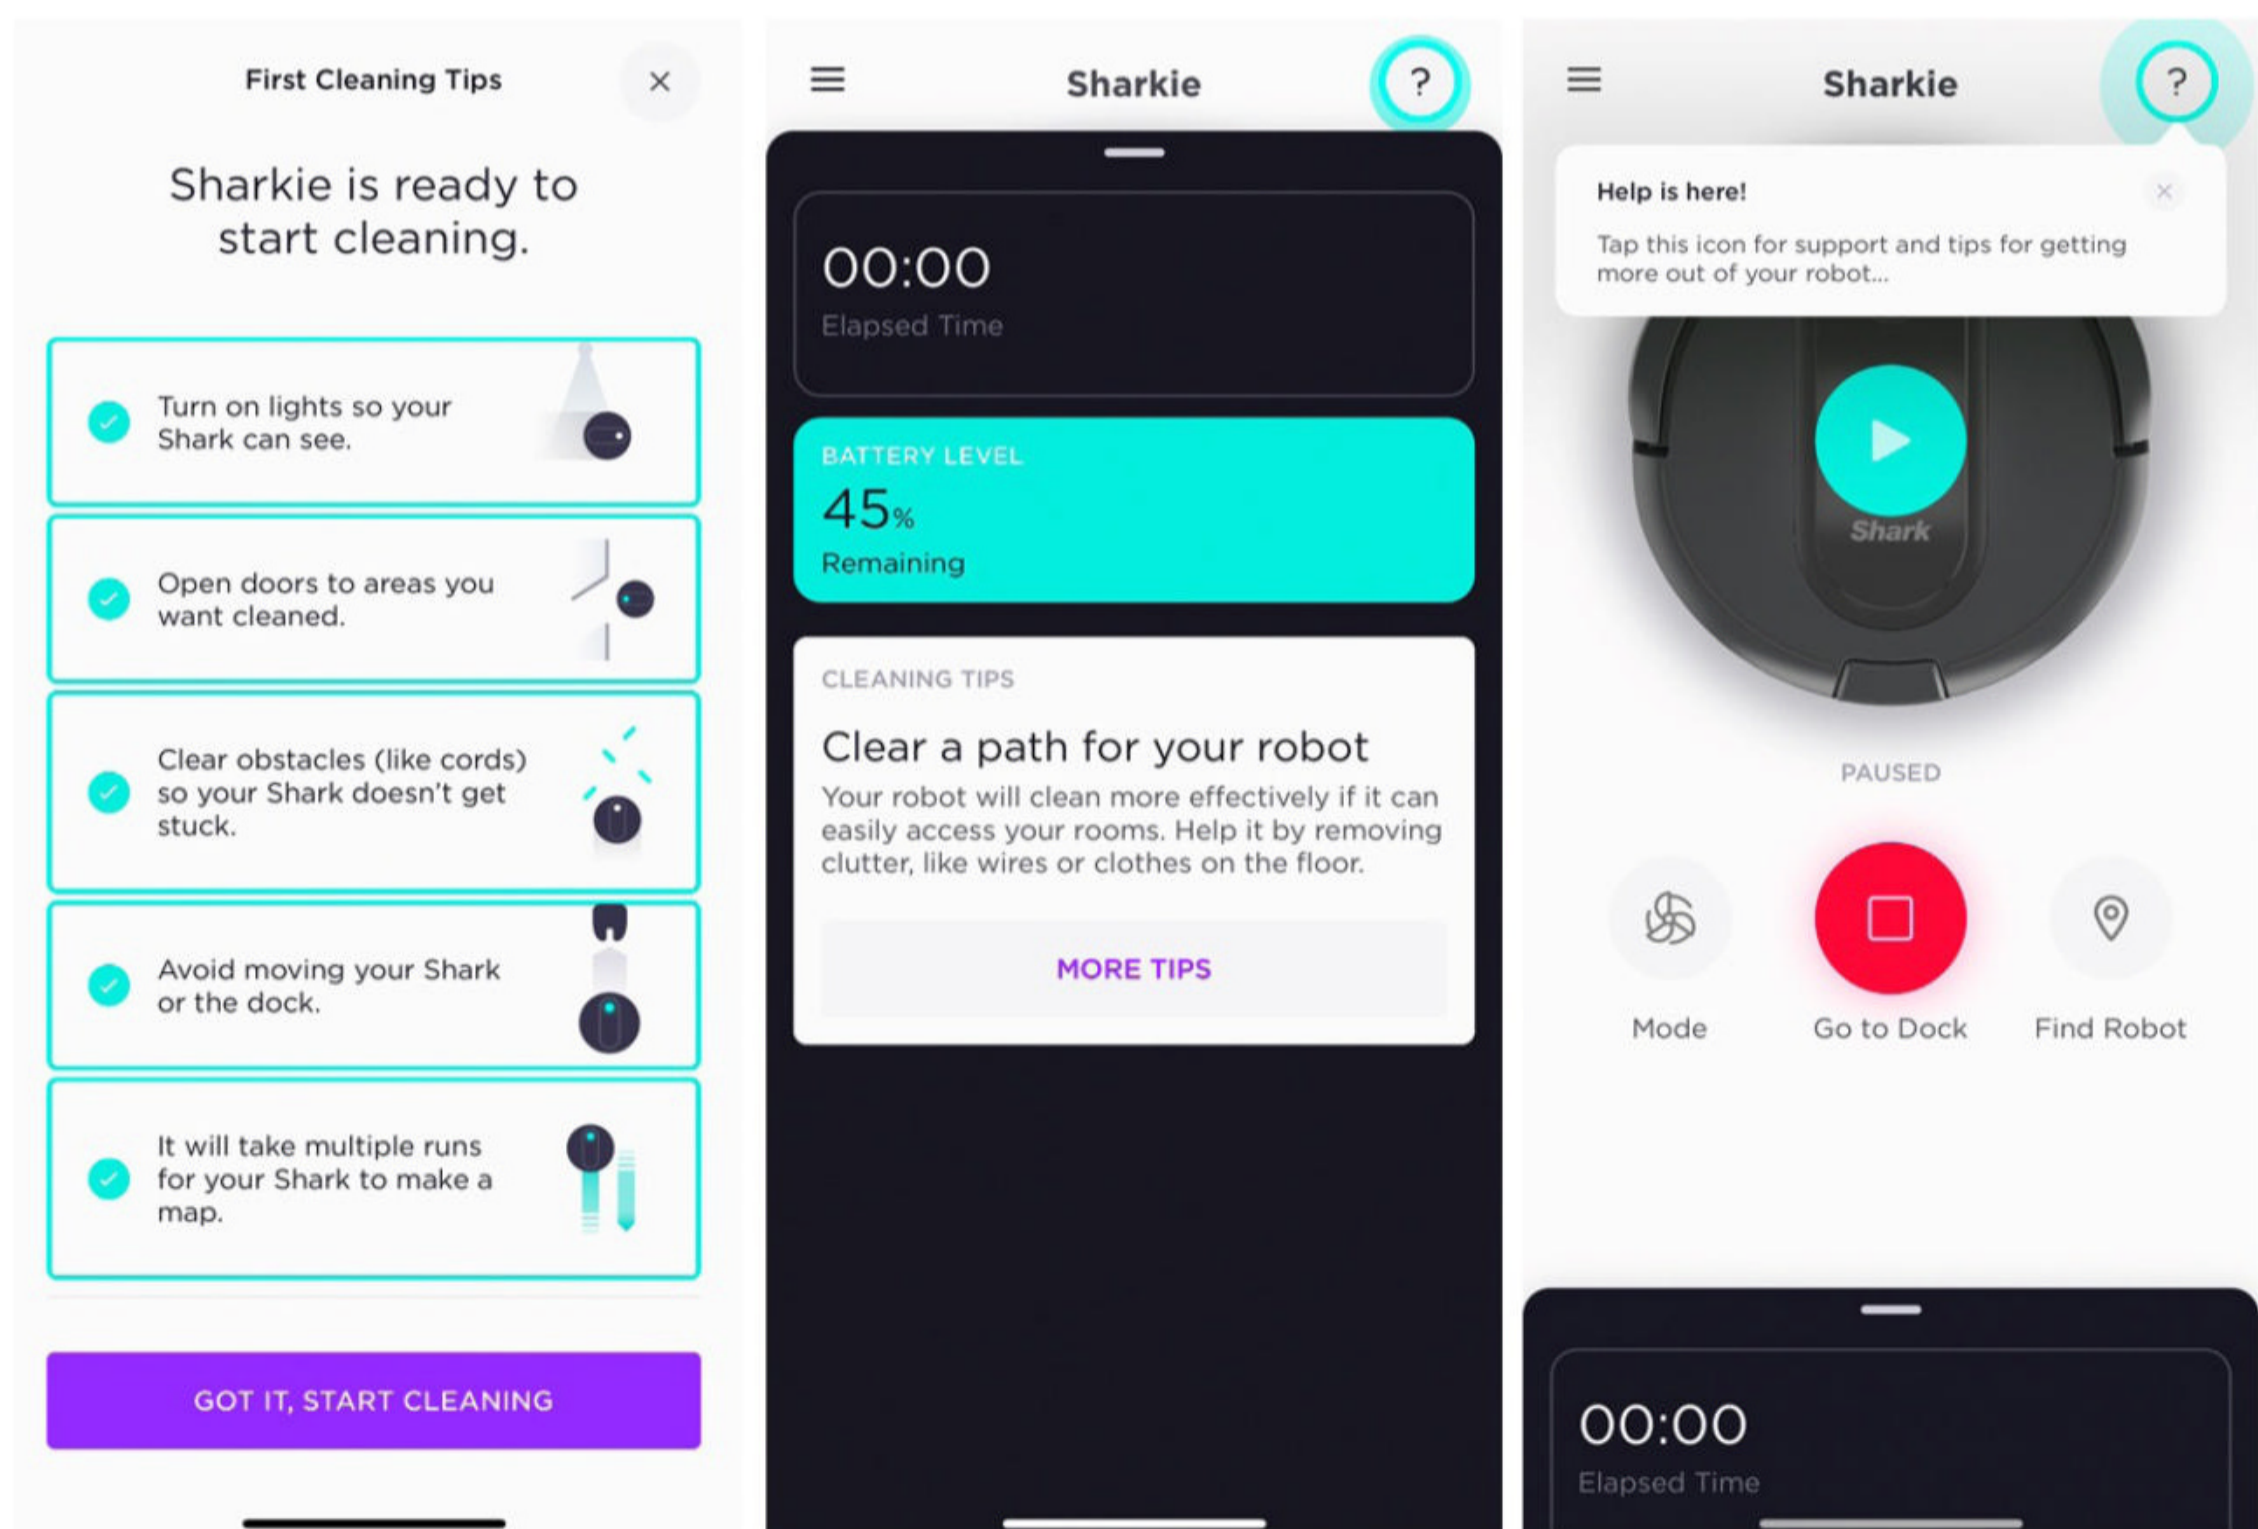 First Cleaning Tips
Sharkie is ready to
start cleaning.
Turn on lights so your
Shark can see.
Open doors to areas you
want cleaned.
Clear obstacles (like cords)
so your Shark doesn't get
stuck.
Avoid moving your Shark
or the dock.
It will take multiple runs
for your Shark to make a
map.
GOT IT, START CLEANING
Sharkie
?
00:00
Elapsed Time
BATTERY LEVEL
45%
Remaining
CLEANING TIPS
Clear a path for your robot
Your robot will clean more effectively if it can
easily access your rooms. Help it by removing
clutter, like wires or clothes on the floor.
MORE TIPS
Sharkie
?
Help is here!
Tap this icon for support and tips for getting
more out of your robot...
Shark
PAUSED
Mode
Go to Dock
Find Robot
00:00
Elapsed Time